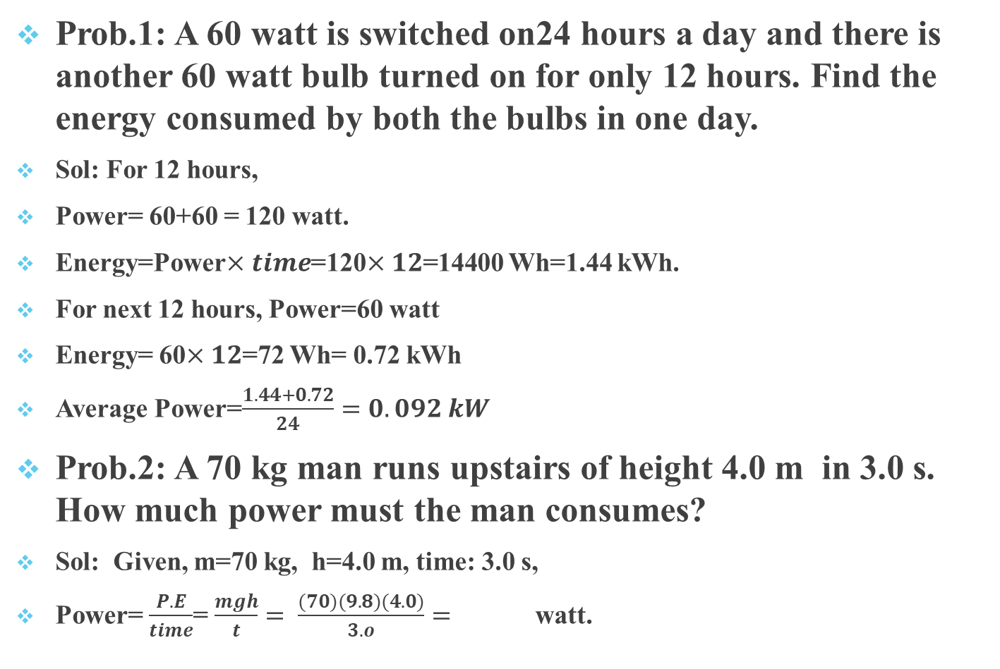 ❖ Prob.1: A 60 watt is switched on24 hours a day and there is
another 60 watt bulb turned on for only 12 hours. Find the
energy consumed by both the bulbs in one day.
❖ Sol: For 12 hours,
❖ Power= 60+60 = 120 watt.
❖ Energy=Power× time=120× 12=14400 Wh=1.44 kWh.
❖ For next 12 hours, Power=60 watt
❖ Energy= 60× 12=72 Wh= 0.72 kWh
❖ Average Power=\frac{1.44+0.72}{24} = 0.092 kW
❖ Prob.2: A 70 kg man runs upstairs of height 4.0 m in 3.0 s.
How much power must the man consumes?
❖ Sol: Given, m=70 kg, h=4.0 m, time: 3.0 s,
❖ Power= \frac{P.E}{time}=\frac{mgh}{t} = \frac{(70)(9.8)(4.0)}{3.o} = watt.